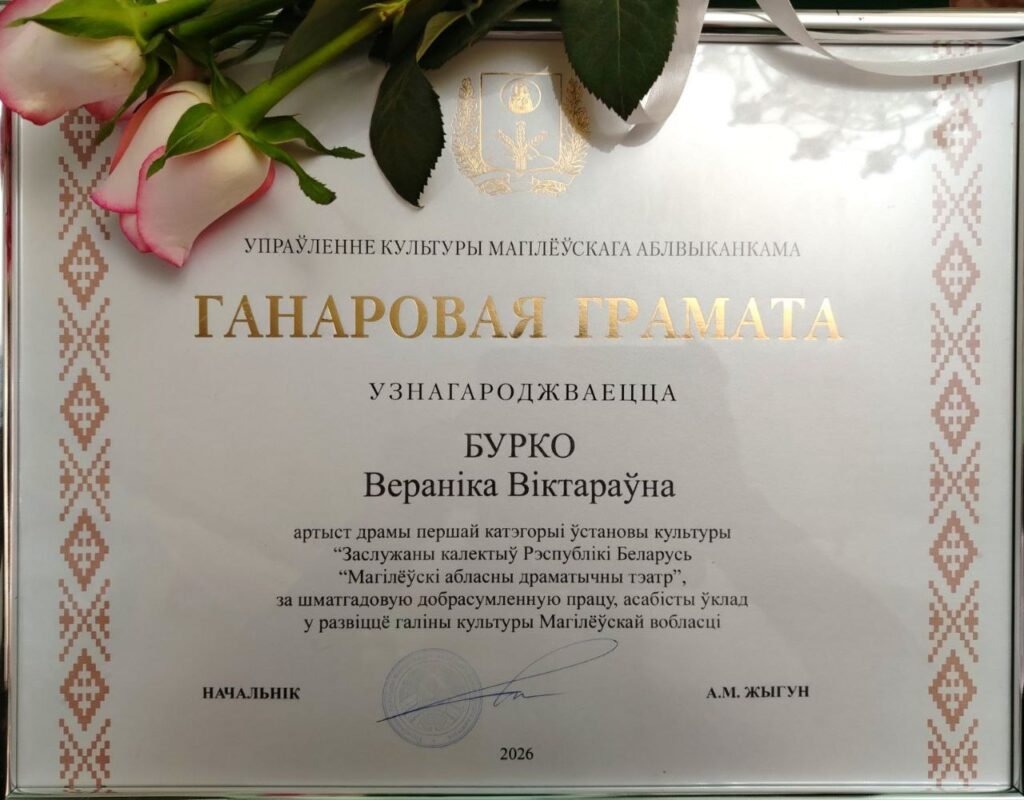 УПРАЎЛЕННЕ КУЛЬТУРЫ МАГІЛЁЎСКАГА АБЛВЫКАНКАМА
ГАНАРОВАЯ ГРАМАТА
УЗНАГАРОДЖВАЕЦЦА
БУРКО
Вераніка Віктараўна
артыст драмы першай катэгорыі ўстановы культуры
“Заслужаны калектыў Рэспублікі Беларусь
“Магілёўскі абласны драматычны тэатр”,
за шматгадовую добрасумленную працу, асабісты ўклад
у развіццё галіны культуры Магілёўскай вобласці
НАЧАЛЬНІК А.М. ЖЫГУН
2026